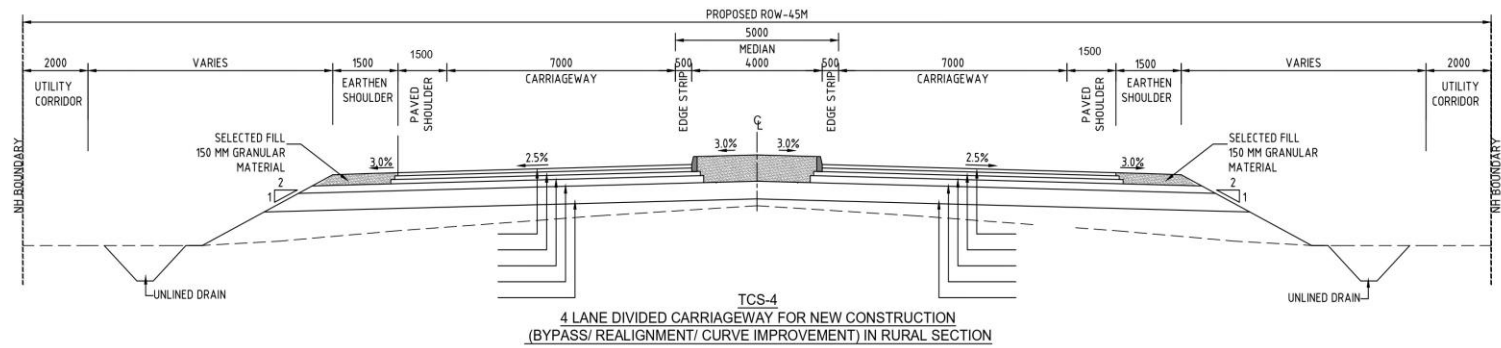 PROPOSED ROW-45M
5000
MEDIAN
2000
VARIES
1500
1500
7000
500
4000
500
7000
1500
1500
VARIES
2000
UTILITY
CORRIDOR
EARTHEN
SHOULDER
PAVED
SHOULDER
CARRIAGEWAY
EDGE STRIP
EDGE STRIP
CARRIAGEWAY
PAVED
SHOULDER
EARTHEN
SHOULDER
UTILITY
CORRIDOR
NH BOUNDARY
SELECTED FILL
150 MM GRANULAR
MATERIAL
3.0%
2.5%
CL
3.0%
3.0%
2.5%
3.0%
SELECTED FILL
150 MM GRANULAR
MATERIAL
NH BOUNDARY
2
1
2
1
UNLINED DRAIN
UNLINED DRAIN
TCS-4
4 LANE DIVIDED CARRIAGEWAY FOR NEW CONSTRUCTION
(BYPASS/ REALIGNMENT/ CURVE IMPROVEMENT) IN RURAL SECTION